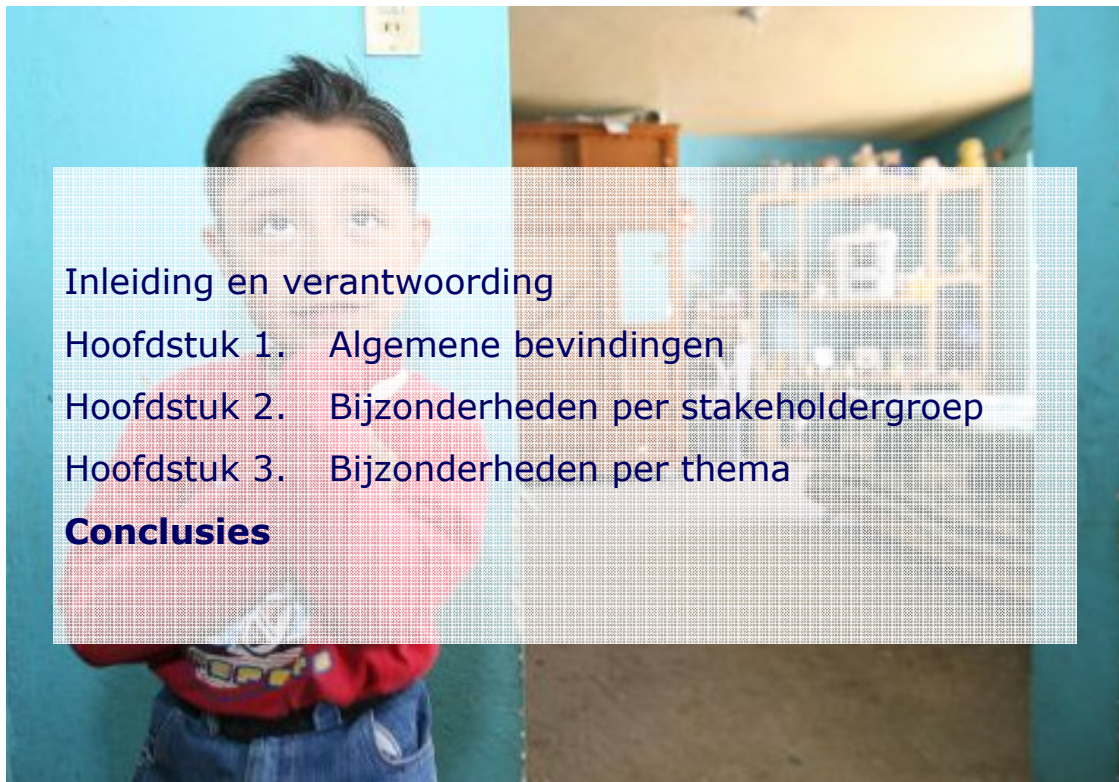 Inleiding en verantwoording
Hoofdstuk 1. Algemene bevindingen
Hoofdstuk 2. Bijzonderheden per stakeholdergroep
Hoofdstuk 3. Bijzonderheden per thema
Conclusies